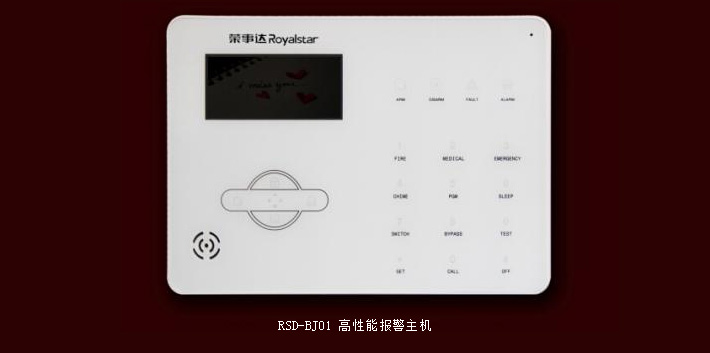 荣事达 Royalstar
ARM DISARM FAULT ALARM
1 2 3
FIRE MEDICAL EMERGENCY
4 5 6
CHIME PGM SLEEP
7 8 9
SWITCH BYPASS TEST
* 0 #
SET CALL OFF
RSD-BJ01 高性能报警主机